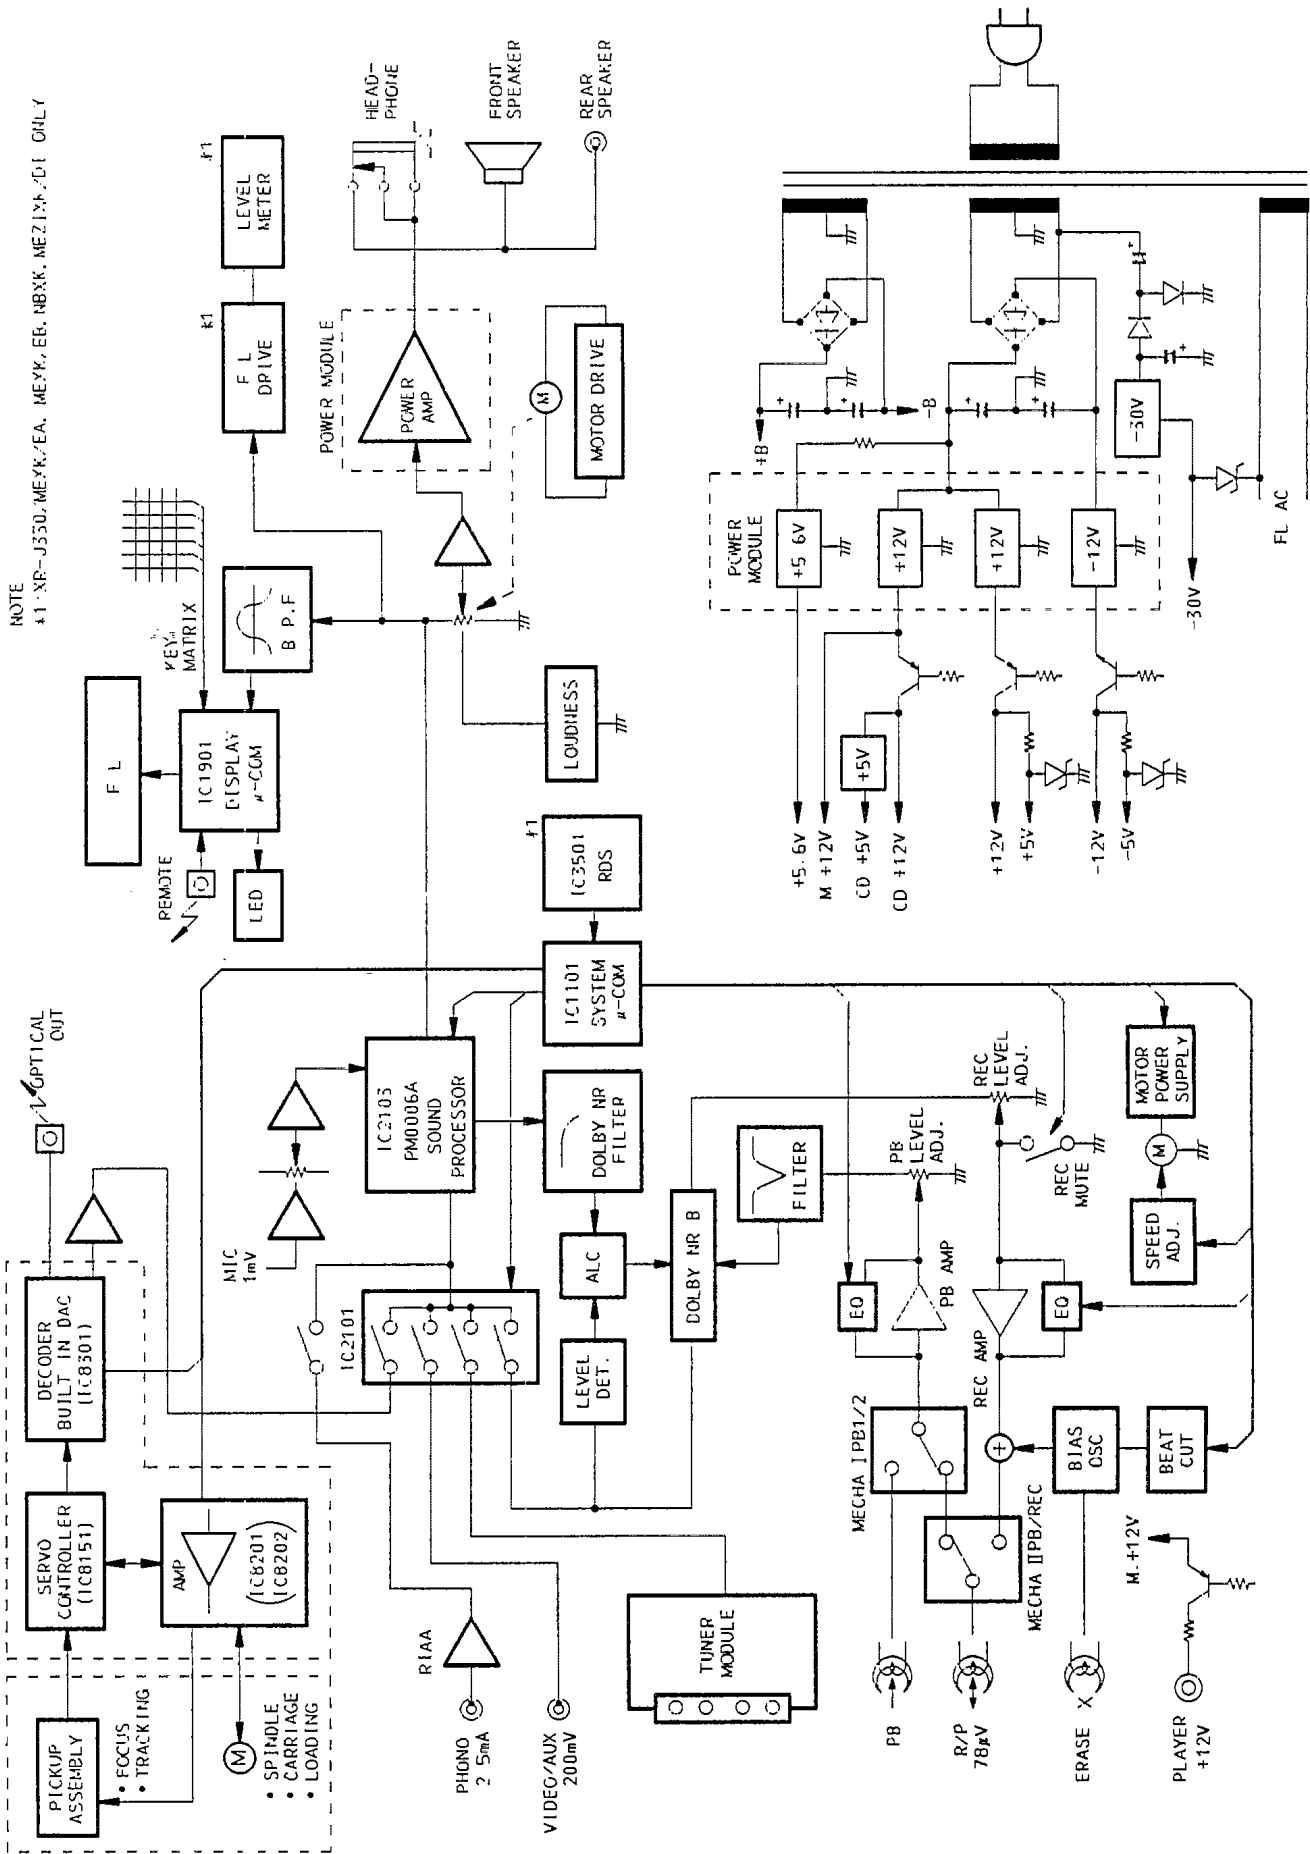 NOTE
*1 : XR-J330/MEYK/EA, MEYK, EB, NBXK, MEZIXK/DI ONLY
PICKUP
ASSEMBLY
• FOCUS
• TRACKING
M
• SPINDLE
• CARRIAGE
• LOADING
SERVO
CONTROLLER
(IC8151)
AMP
(IC8201)
(IC8202)
DECODER
BUILT IN DAC
(IC8301)
OPTICAL
OUT
RIAA
PHONO
2 5mA
VIDEO/AUX
200mV
TUNER
MODULE
MIC
1mV
IC2101
IC2103
PM0006A
SOUND
PROCESSOR
DOLBY NR
FILTER
ALC
LEVEL
DET.
DOLBY NR B
FILTER
IC1101
SYSTEM
μ-COM
IC3501
RDS
*1
REMOTE
LED
F L
IC1901
DISPLAY
μ-COM
KEY
MATRIX
B P.F
F L
DRIVE
*1
LEVEL
METER
*1
LOUDNESS
POWER MODULE
POWER
AMP
M
MOTOR DRIVE
HEAD-
PHONE
FRONT
SPEAKER
REAR
SPEAKER
PB
R/P
78μV
ERASE
PLAYER
+12V
M.+12V
MECHA I PB1/2
MECHA II PB/REC
EQ
PB AMP
PB
LEVEL
ADJ.
REC AMP
EQ
REC
LEVEL
ADJ.
REC
MUTE
+
BIAS
OSC
BEAT
CUT
SPEED
ADJ.
M
MOTOR
POWER
SUPPLY
+5.6V
M +12V
CD +5V
CD +12V
+12V
+5V
-12V
-5V
+5V
POWER
MODULE
+5 6V
+12V
+12V
-12V
+B
-B
-30V
-30V
FL AC